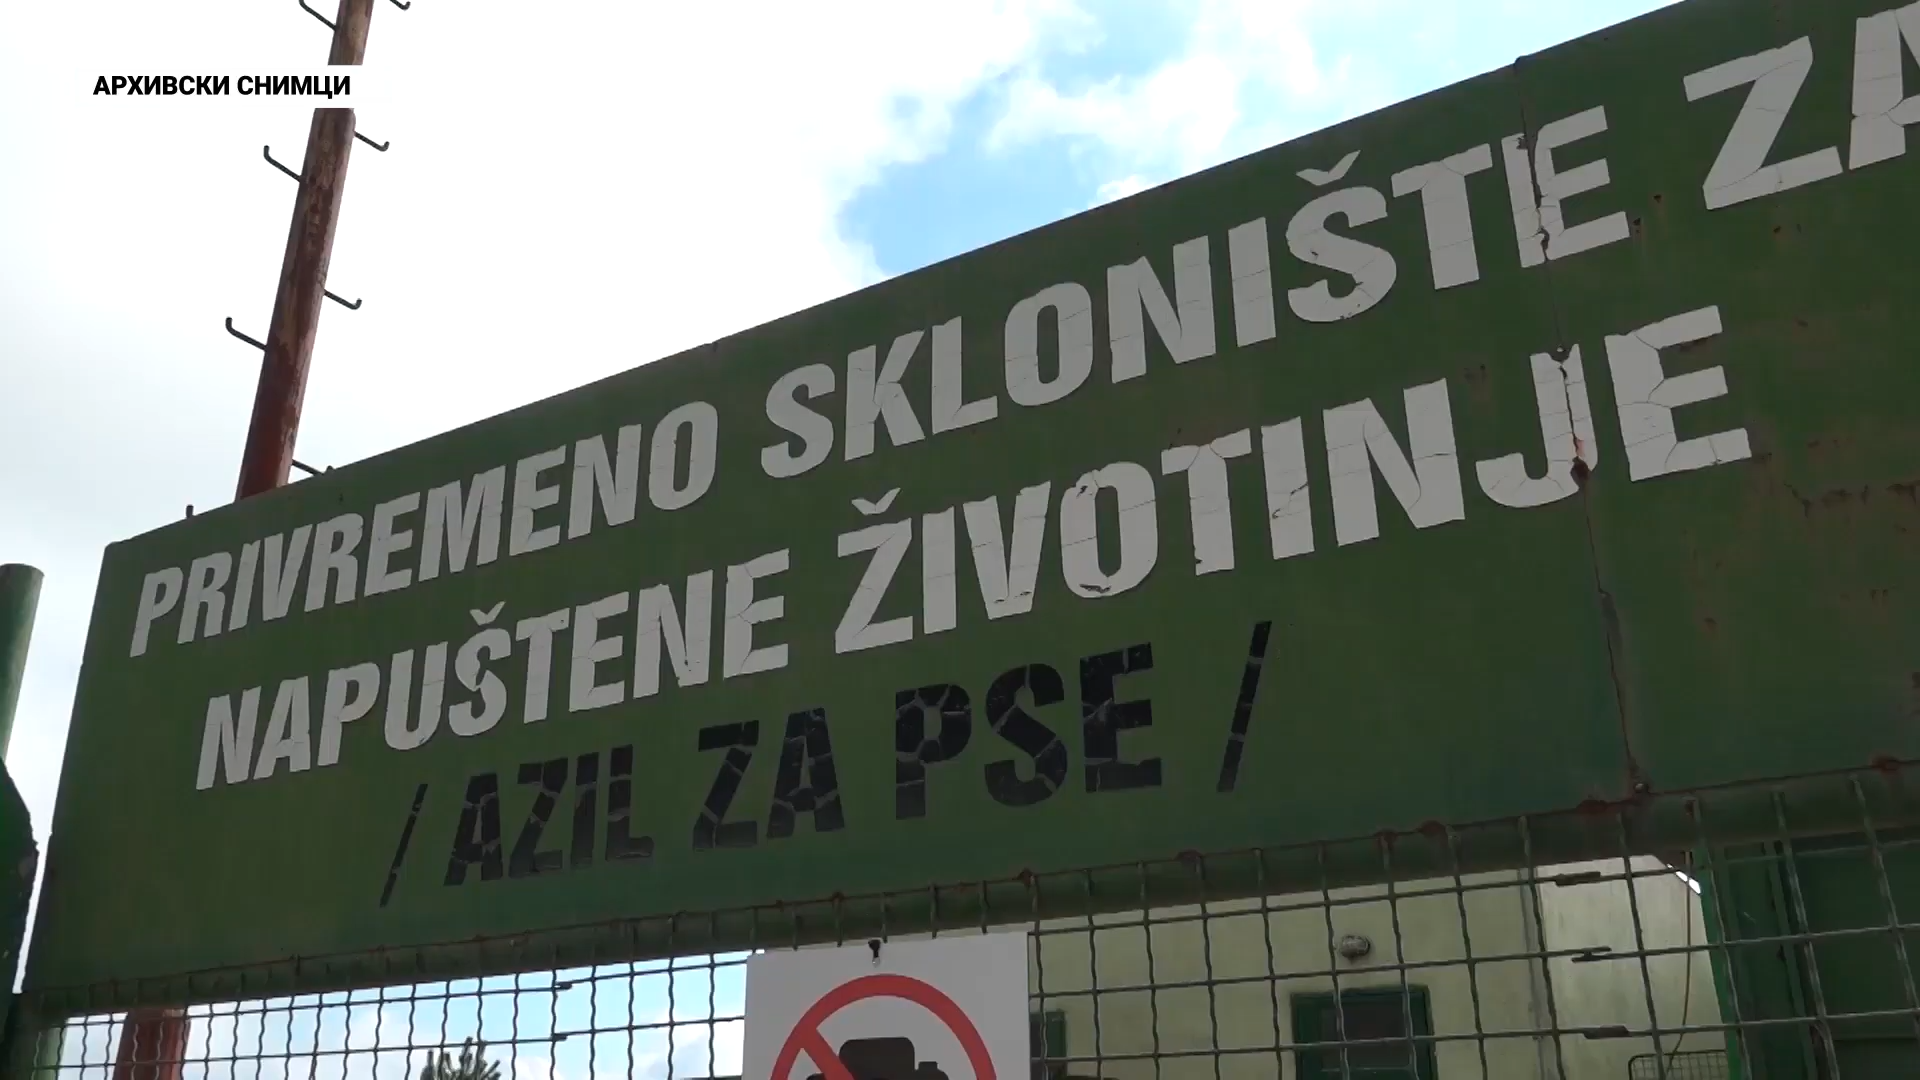 АРХИВСКИ СНИМЦИ
PRIVREMENO SKLONIŠTE ZA
NAPUŠTENE ŽIVOTINJE
/ AZIL ZA PSE /